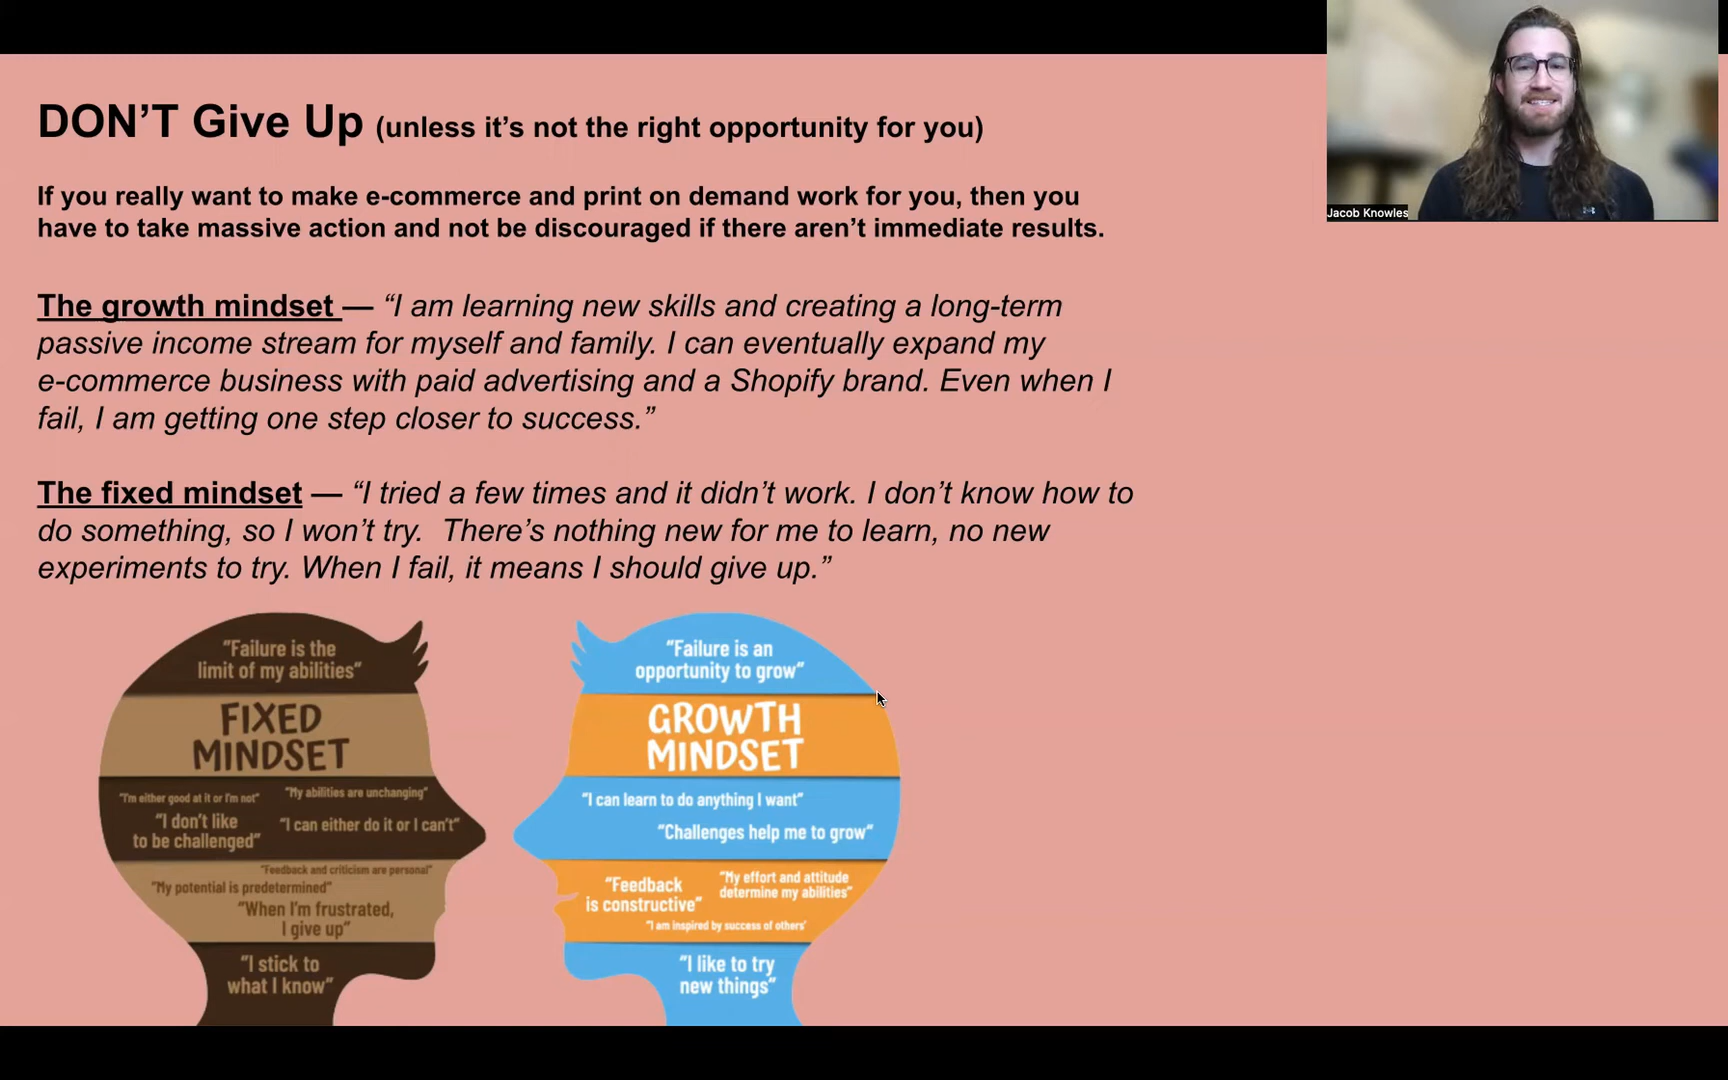 DON’T Give Up (unless it’s not the right opportunity for you)
If you really want to make e-commerce and print on demand work for you, then you
have to take massive action and not be discouraged if there aren’t immediate results.
The growth mindset — “I am learning new skills and creating a long-term
passive income stream for myself and family. I can eventually expand my
e-commerce business with paid advertising and a Shopify brand. Even when I
fail, I am getting one step closer to success.”
The fixed mindset — “I tried a few times and it didn’t work. I don’t know how to
do something, so I won’t try.  There’s nothing new for me to learn, no new
experiments to try. When I fail, it means I should give up.”
Jacob Knowles
“Failure is the
limit of my abilities”
FIXED
MINDSET
“I’m either good at it or I’m not”
“My abilities are unchanging”
“I don’t like
to be challenged”
“I can either do it or I can’t”
“Feedback and criticism are personal”
“My potential is predetermined”
“When I’m frustrated,
I give up”
“I stick to
what I know”
“Failure is an
opportunity to grow”
GROWTH
MINDSET
“I can learn to do anything I want”
“Challenges help me to grow”
“Feedback
is constructive”
“My effort and attitude
determine my abilities”
“I am inspired by success of others’
“I like to try
new things”